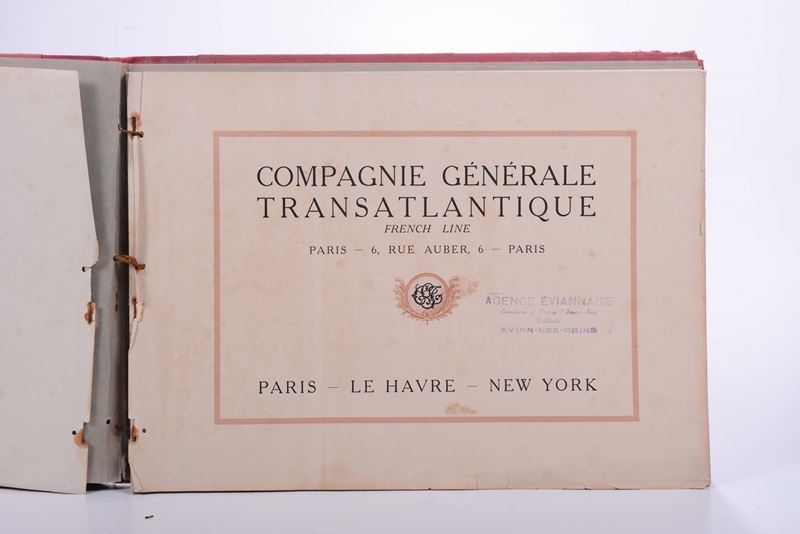 COMPAGNIE GÉNÉRALE
TRANSATLANTIQUE
FRENCH LINE
PARIS — 6, RUE AUBER, 6 — PARIS
AGENCE ÉVIANNAISE
EVIAN-LES-BAINS
PARIS — LE HAVRE — NEW YORK